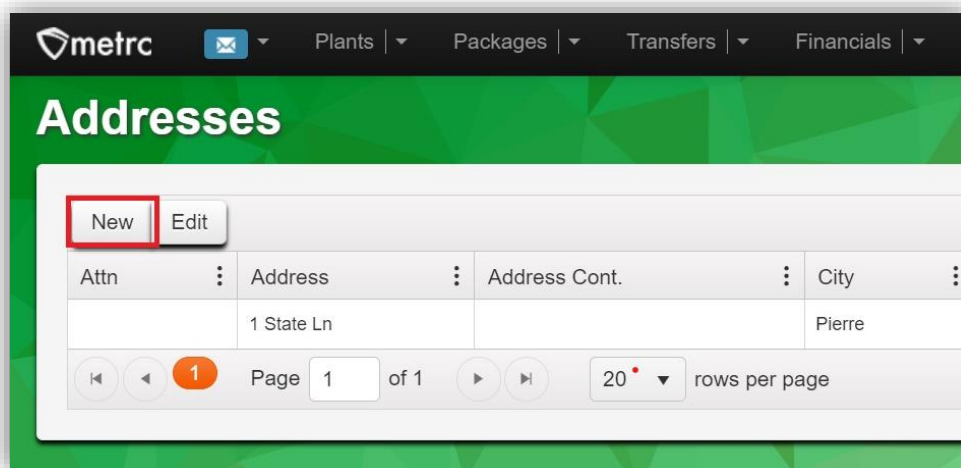 metrc Plants Packages Transfers Financials
Addresses
New Edit
Attn Address Address Cont. City
1 State Ln Pierre
1 Page 1 of 1 20 rows per page